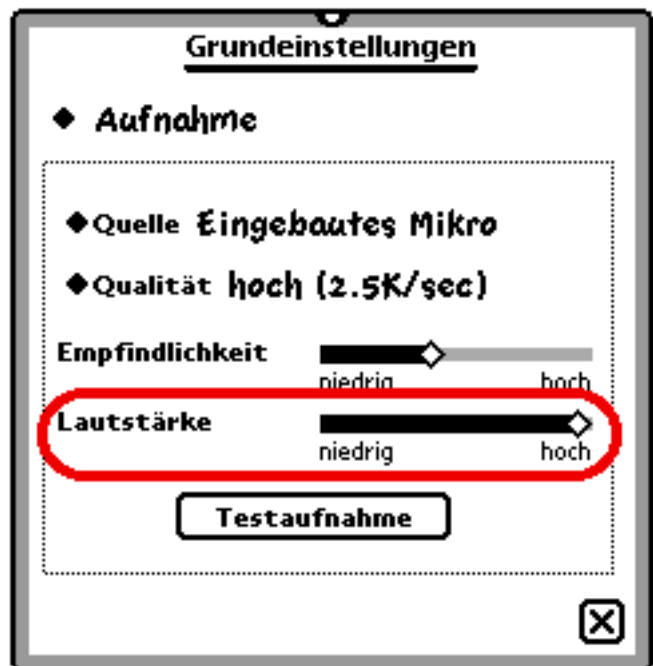 Grundeinstellungen
◆ Aufnahme
◆Quelle Eingebautes Mikro
◆Qualität hoch (2.5K/sec)
Empfindlichkeit
niedrig hoch
Lautstärke
niedrig hoch
Testaufnahme